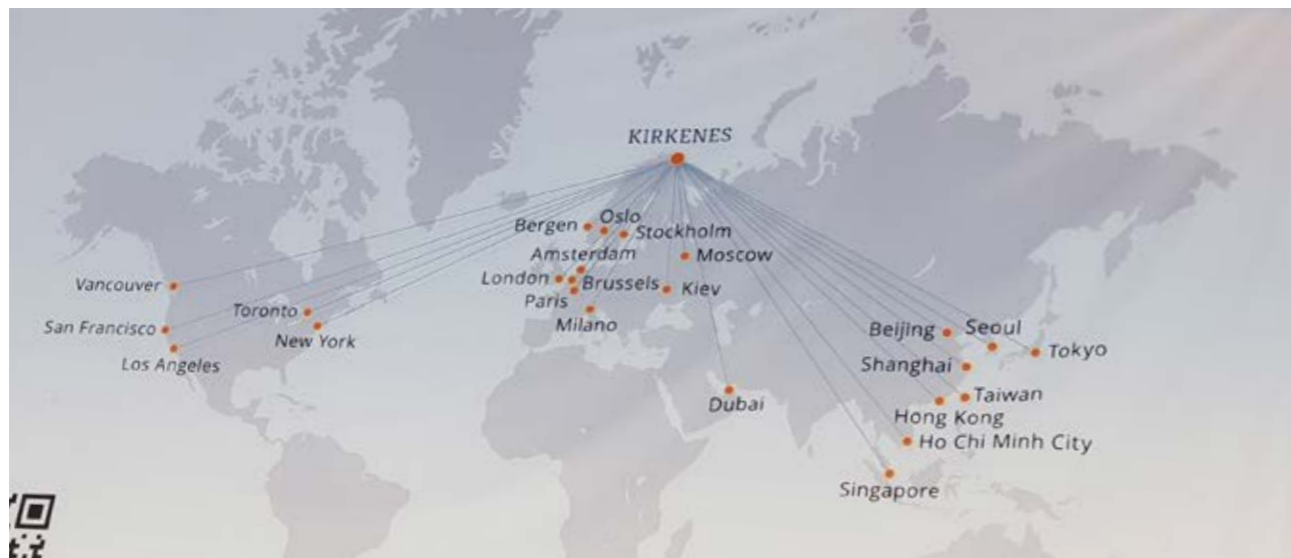 KIRKENES
Bergen
Oslo
Stockholm
Amsterdam
Moscow
London
Brussels
Kiev
Paris
Milano
Vancouver
Toronto
San Francisco
New York
Los Angeles
Beijing
Seoul
Tokyo
Shanghai
Dubai
Taiwan
Hong Kong
Ho Chi Minh City
Singapore